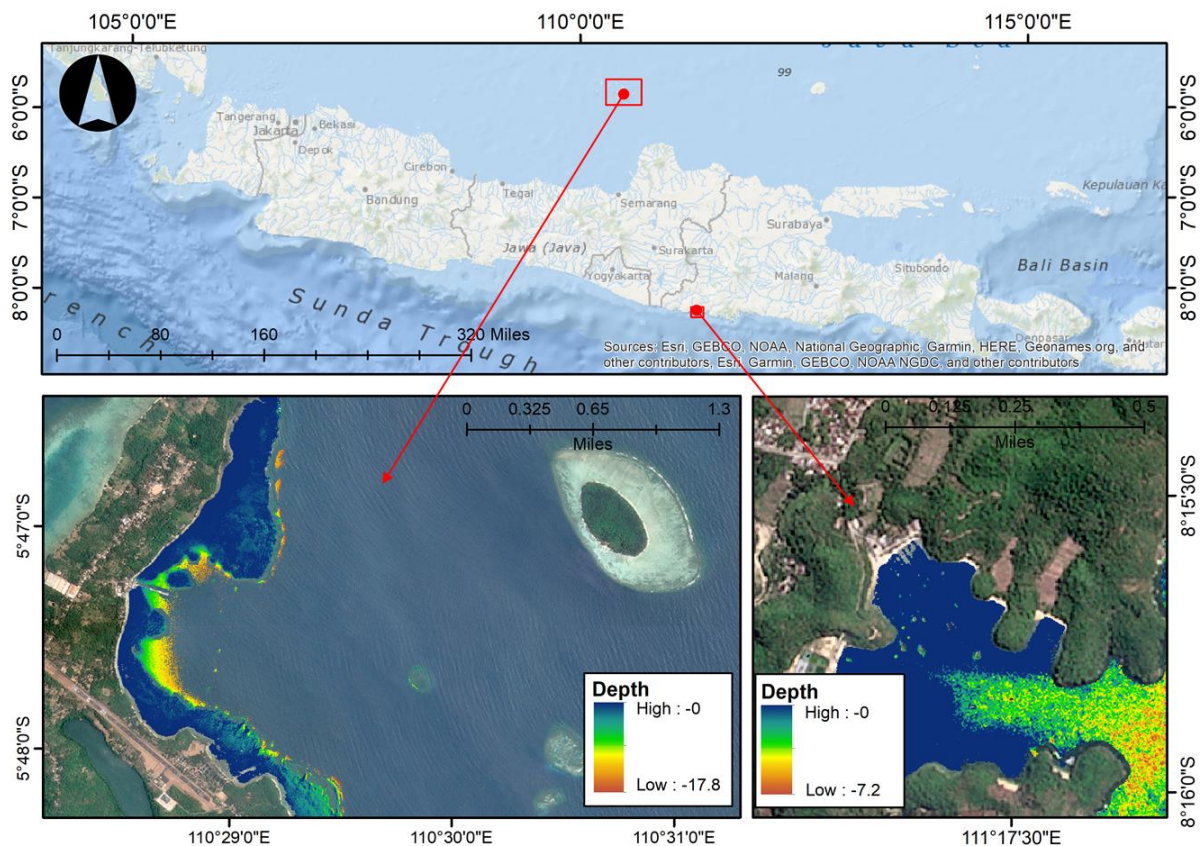 105°0'0"E 110°0'0"E 115°0'0"E
Tanjungkarang-Telubketung
99
6°0'0"S 6°0'0"S
Tangerang
Jakarta
Bekasi
Depok
Cirebon
Bandung
Tegal
Semarang
Kepulauan Ka
7°0'0"S 7°0'0"S
Surabaya
Jawa (Java)
Surakarta
Yogyakarta
Malang
Situbondo
Bali Basin
8°0'0"S 8°0'0"S
rench
Sunda Trough
0 80 160 320 Miles
Denpasar
Matar
Sources: Esri, GEBCO, NOAA, National Geographic, Garmin, HERE, Geonames.org, and
other contributors, Esri, Garmin, GEBCO, NOAA NGDC, and other contributors
0 0.325 0.65 1.3
Miles
5°47'0"S
5°48'0"S
Depth
High : -0
Low : -17.8
110°29'0"E 110°30'0"E 110°31'0"E
0 0.125 0.25 0.5
Miles
8°15'30"S
8°16'0"S
Depth
High : -0
Low : -7.2
111°17'30"E